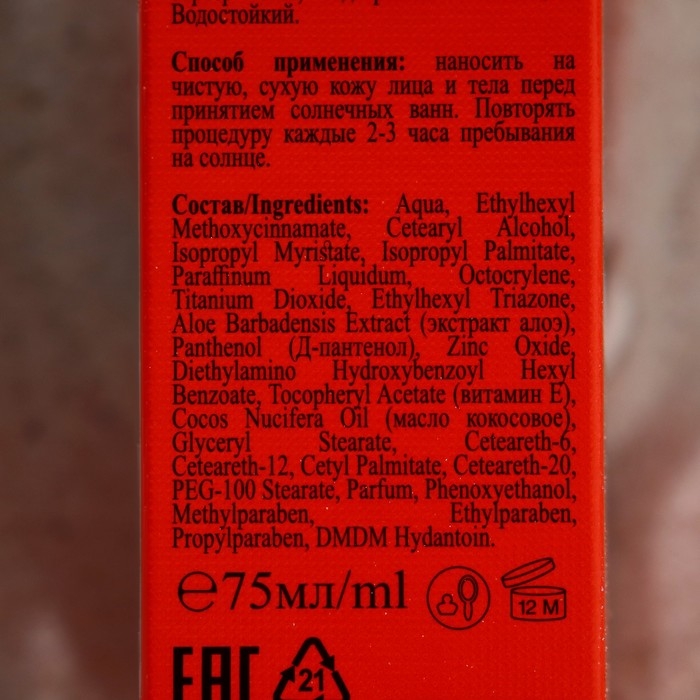 Водостойкий.
Способ применения: наносить на
чистую, сухую кожу лица и тела перед
принятием солнечных ванн. Повторять
процедуру каждые 2-3 часа пребывания
на солнце.
Состав/Ingredients: Aqua, Ethylhexyl
Methoxycinnamate, Cetearyl Alcohol,
Isopropyl Myristate, Isopropyl Palmitate,
Paraffinum Liquidum, Octocrylene,
Titanium Dioxide, Ethylhexyl Triazone,
Aloe Barbadensis Extract (экстракт алоэ),
Panthenol (Д-пантенол), Zinc Oxide,
Diethylamino Hydroxybenzoyl Hexyl
Benzoate, Tocopheryl Acetate (витамин Е),
Cocos Nucifera Oil (масло кокосовое),
Glyceryl Stearate, Ceteareth-6,
Ceteareth-12, Cetyl Palmitate, Ceteareth-20,
PEG-100 Stearate, Parfum, Phenoxyethanol,
Methylparaben, Ethylparaben,
Propylparaben, DMDM Hydantoin.
℮75мл/ml 12 M
EAC 21